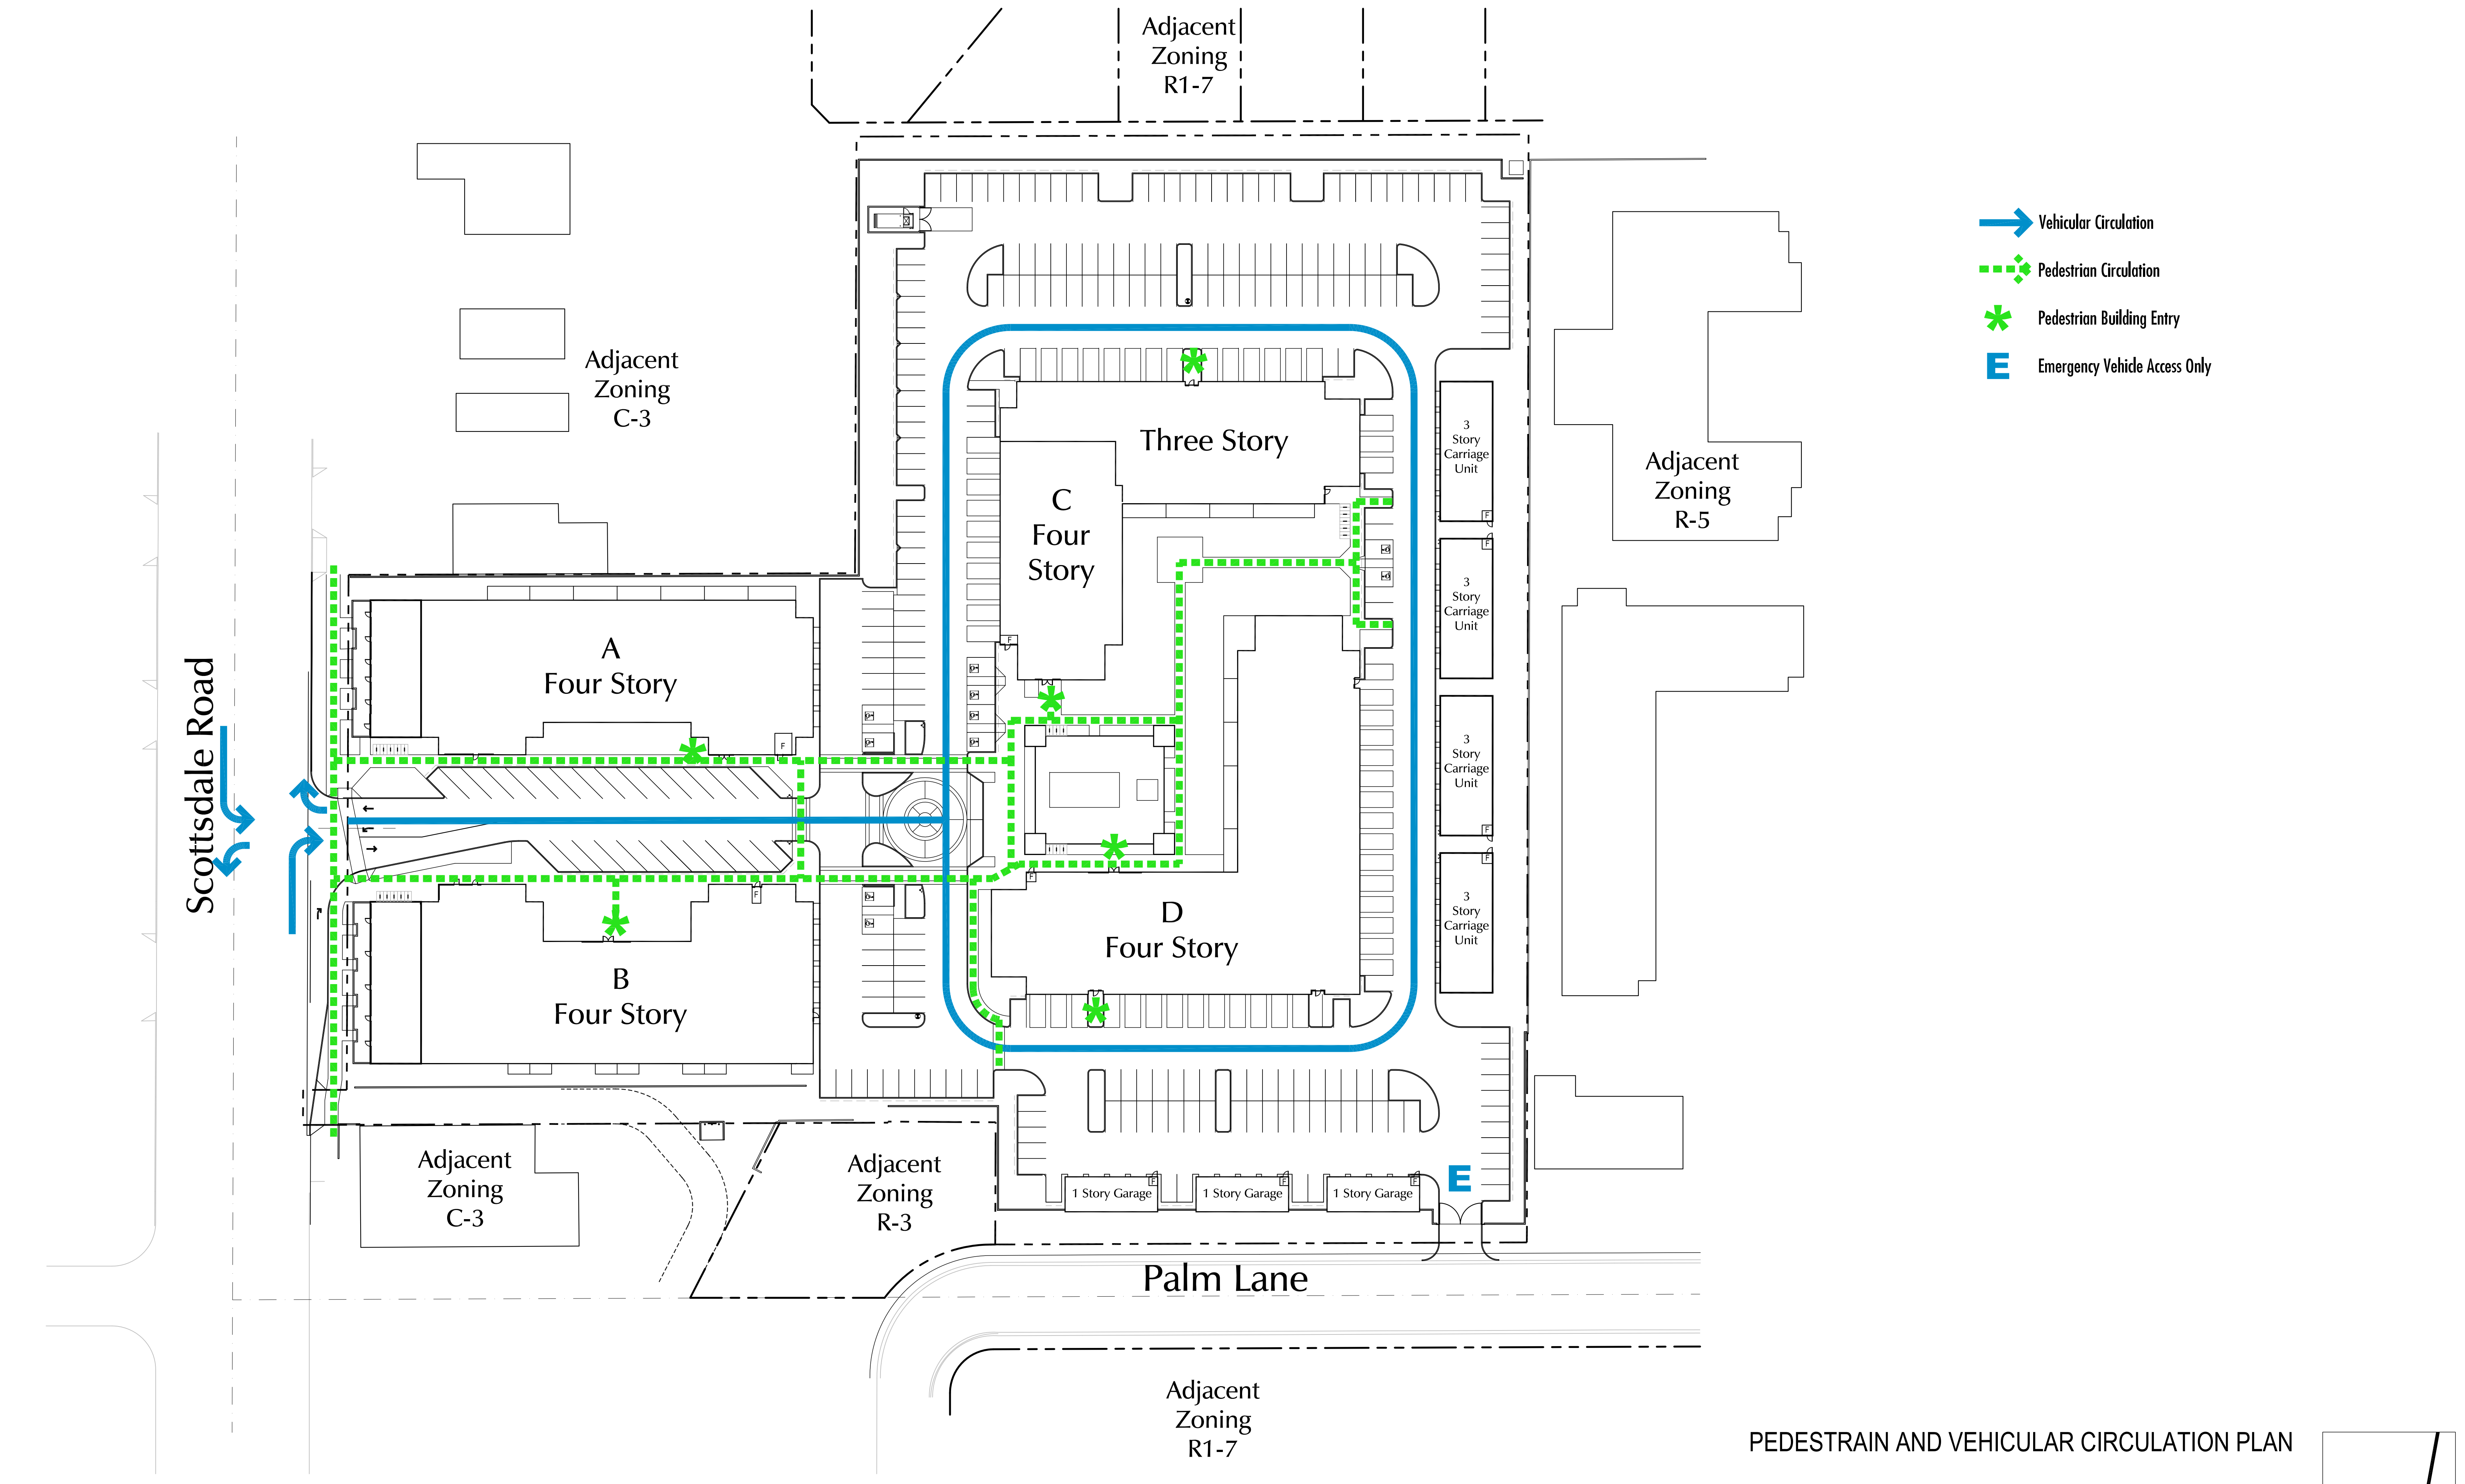 Adjacent
Zoning
R1-7
Vehicular Circulation
Pedestrian Circulation
Pedestrian Building Entry
E
Emergency Vehicle Access Only
Adjacent
Zoning
C-3
Three Story
C
Four
Story
3
Story
Carriage
Unit
F
Adjacent
Zoning
R-5
F
3
Story
Carriage
Unit
A
Four Story
F
F
Scottsdale Road
3
Story
Carriage
Unit
F
F
3
Story
Carriage
Unit
F
F
B
Four Story
D
Four Story
Adjacent
Zoning
C-3
Adjacent
Zoning
R-3
E
1 Story Garage
F
1 Story Garage
F
1 Story Garage
F
Palm Lane
Adjacent
Zoning
R1-7
PEDESTRAIN AND VEHICULAR CIRCULATION PLAN